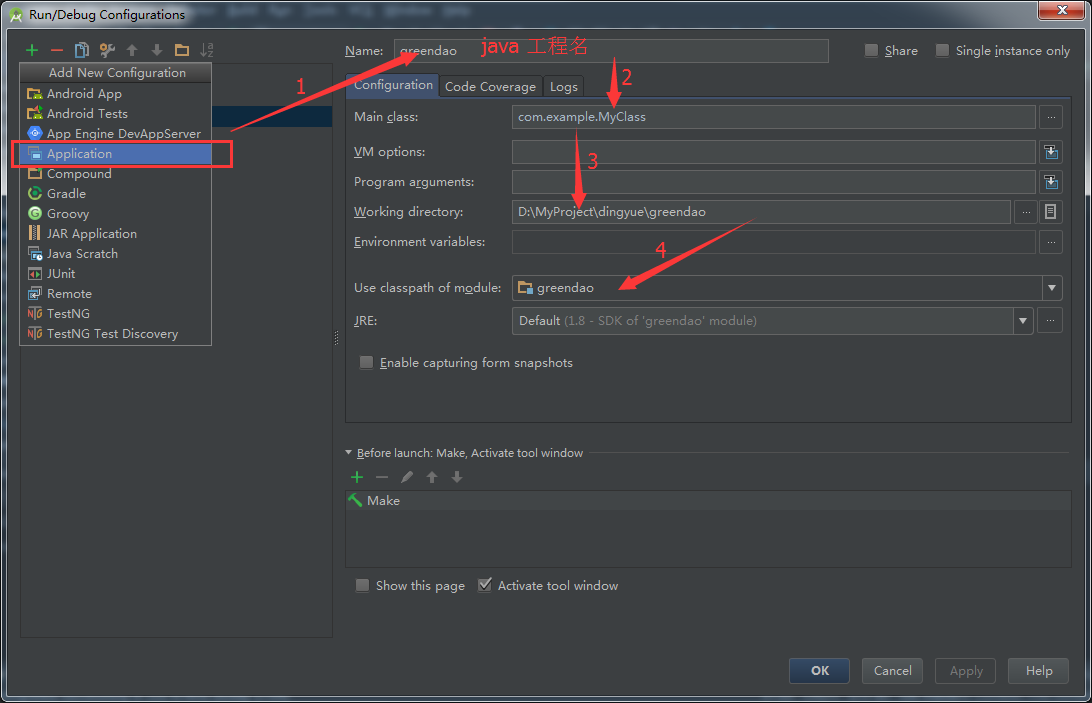 Run/Debug Configurations
Add New Configuration
Android App
Android Tests
App Engine DevAppServer
Application
Compound
Gradle
Groovy
JAR Application
Java Scratch
JUnit
Remote
TestNG
TestNG Test Discovery
1
Name: greendao java 工程名
Share Single instance only
2
Configuration Code Coverage Logs
Main class: com.example.MyClass
VM options:
3
Program arguments:
Working directory: D:\MyProject\dingyue\greendao
Environment variables:
4
Use classpath of module: greendao
JRE: Default (1.8 - SDK of 'greendao' module)
Enable capturing form snapshots
Before launch: Make, Activate tool window
Make
Show this page Activate tool window
OK Cancel Apply Help